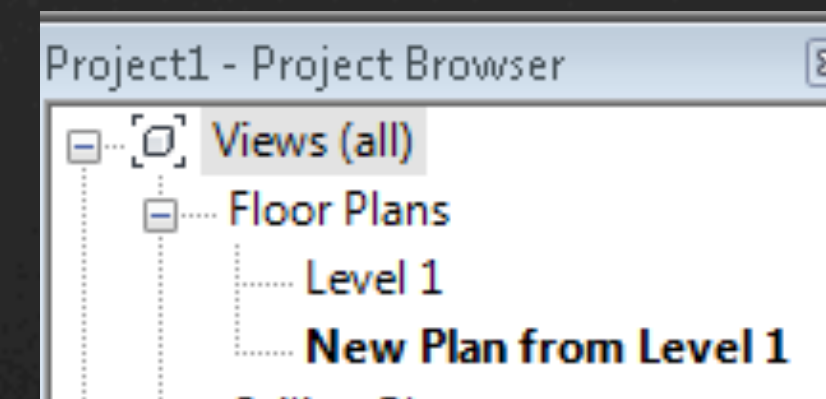 Project1 - Project Browser
Views (all)
Floor Plans
Level 1
New Plan from Level 1